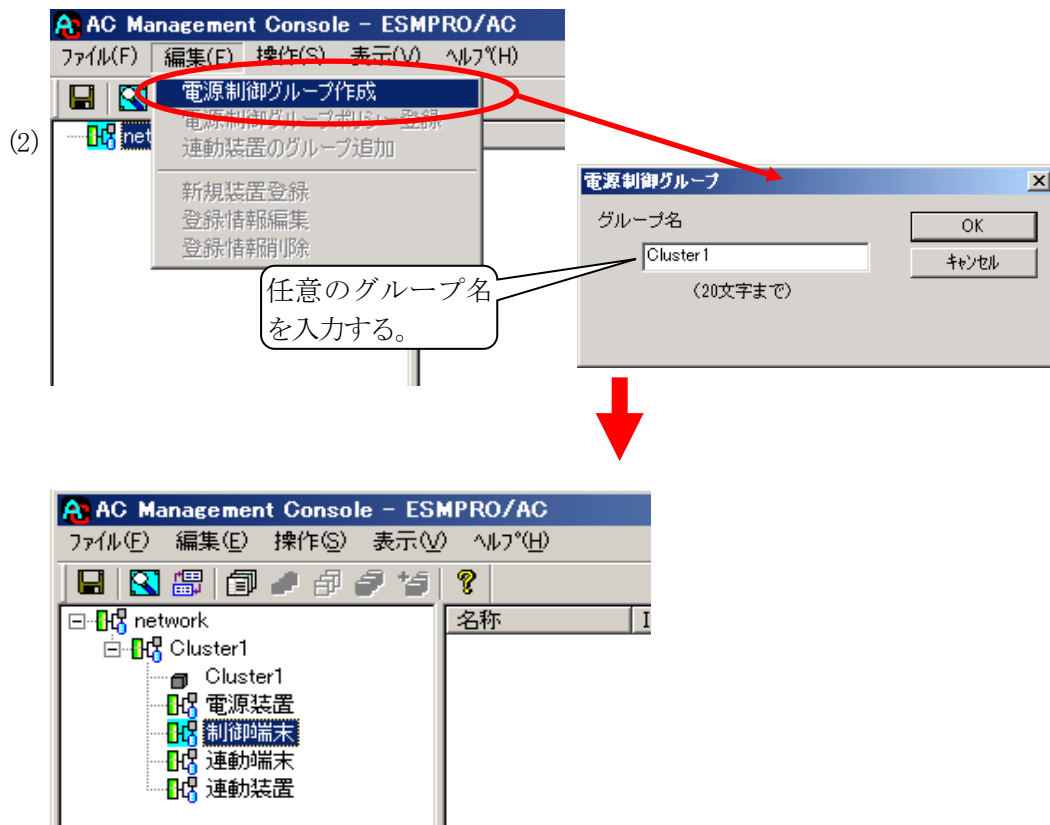 AC Management Console - ESMPRO/AC
ファイル(F) 編集(E) 操作(S) 表示(V) ヘルプ(H)
電源制御グループ作成
(2)
net
電源制御グループポリシー登録
連動装置のグループ追加
新規装置登録
登録情報編集
登録情報削除
電源制御グループ
グループ名
OK
Cluster1
キャンセル
(20文字まで)
任意のグループ名
を入力する。
AC Management Console - ESMPRO/AC
ファイル(F) 編集(E) 操作(S) 表示(V) ヘルプ(H)
network
名称
Cluster1
Cluster1
電源装置
制御端末
連動端末
連動装置